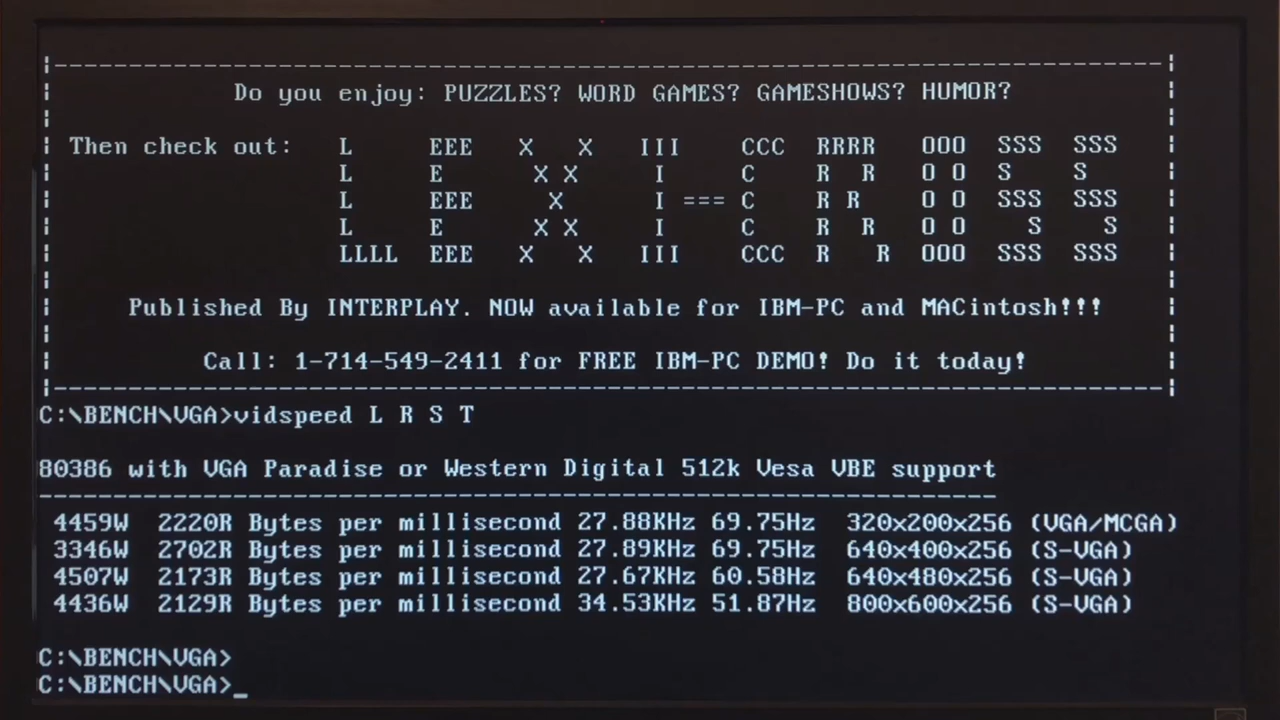 Do you enjoy: PUZZLES? WORD GAMES? GAMESHOWS? HUMOR?
Then check out: L EEE X X III CCC RRRR OOO SSS SSS
L E X X I C R R O O S S
L EEE X I === C R R O O SSS SSS
L E X X I C R R O O S S
LLLL EEE X X III CCC R R OOO SSS SSS
Published By INTERPLAY. NOW available for IBM-PC and MACintosh!!!
Call: 1-714-549-2411 for FREE IBM-PC DEMO! Do it today!
C:\BENCH\VGA>vidspeed L R S T
80386 with VGA Paradise or Western Digital 512k Vesa VBE support
4459W 2220R Bytes per millisecond 27.88KHz 69.75Hz 320x200x256 (VGA/MCGA)
3346W 2702R Bytes per millisecond 27.89KHz 69.75Hz 640x400x256 (S-VGA)
4507W 2173R Bytes per millisecond 27.67KHz 60.58Hz 640x480x256 (S-VGA)
4436W 2129R Bytes per millisecond 34.53KHz 51.87Hz 800x600x256 (S-VGA)
C:\BENCH\VGA>
C:\BENCH\VGA>_